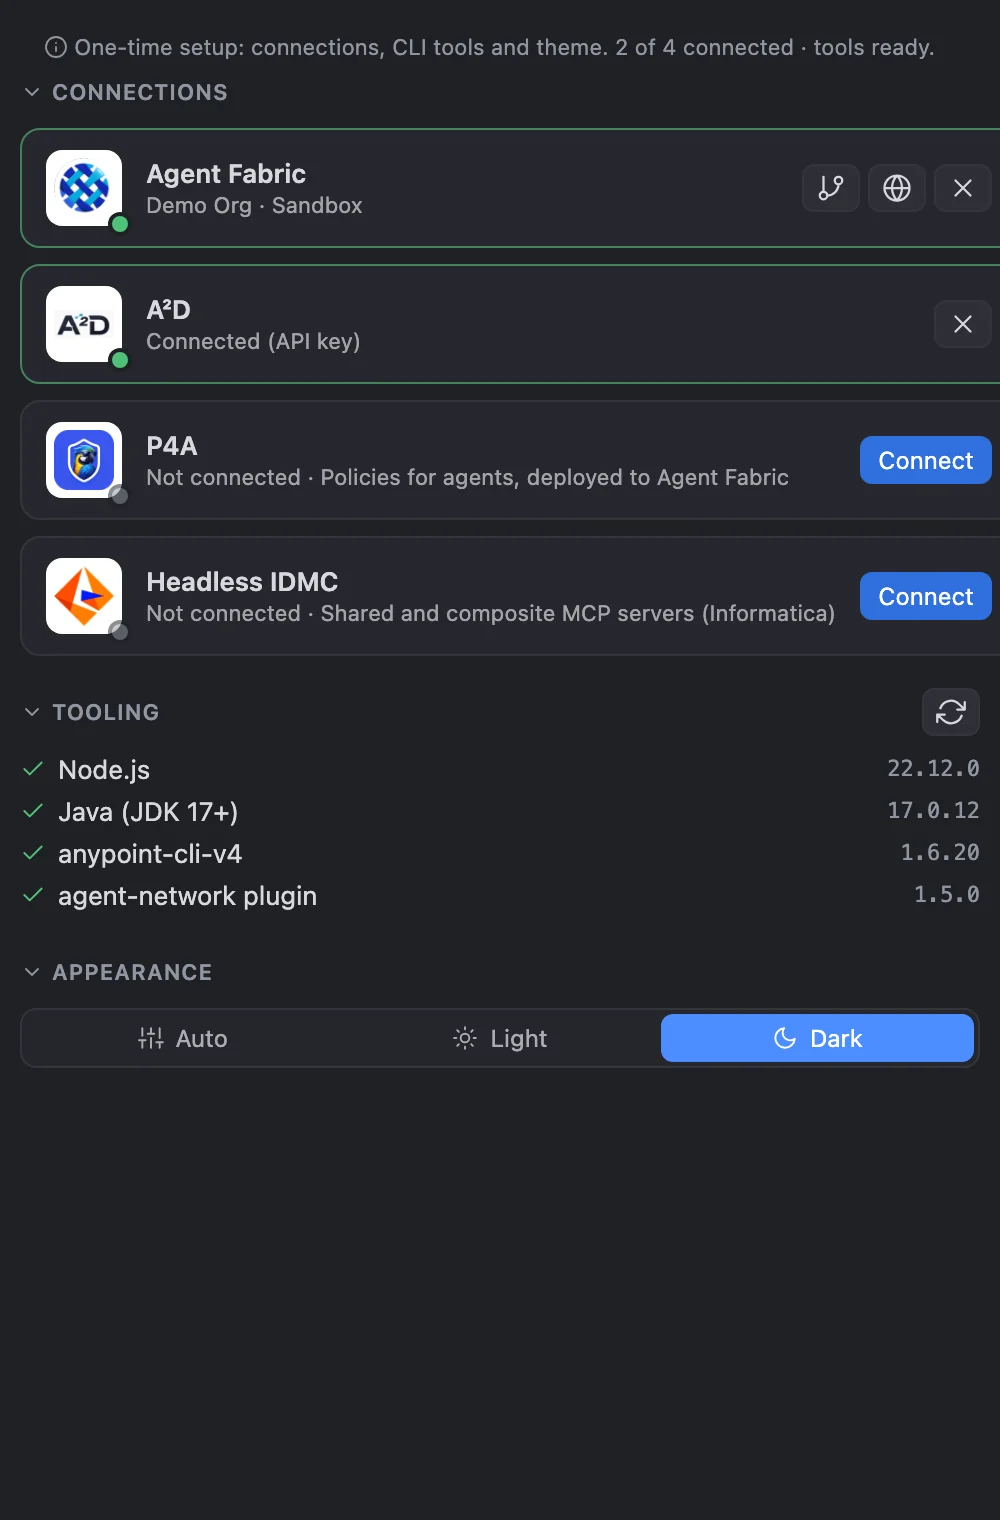 One-time setup: connections, CLI tools and theme. 2 of 4 connected · tools ready.
CONNECTIONS
Agent Fabric
Demo Org · Sandbox
A²D
A²D
Connected (API key)
P4A
Not connected · Policies for agents, deployed to Agent Fabric
Connect
Headless IDMC
Not connected · Shared and composite MCP servers (Informatica)
Connect
TOOLING
Node.js 22.12.0
Java (JDK 17+) 17.0.12
anypoint-cli-v4 1.6.20
agent-network plugin 1.5.0
APPEARANCE
Auto Light Dark